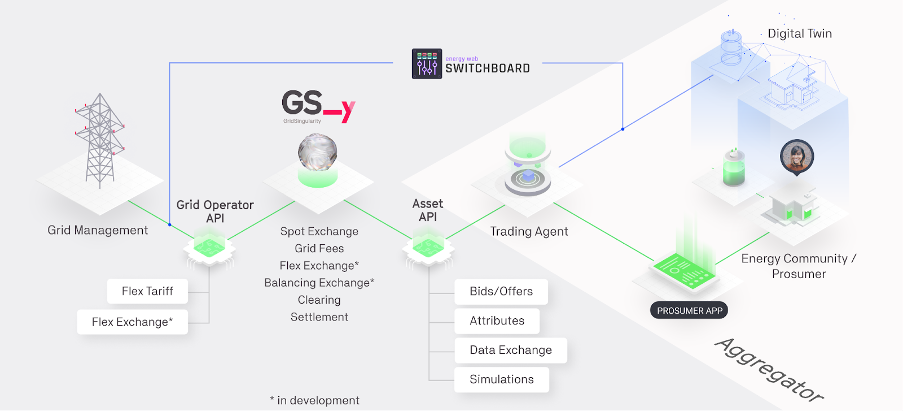 Digital Twin
energy web
SWITCHBOARD
GS_y
GridSingularity
Grid Operator
API
Asset
API
Grid Management
Spot Exchange
Grid Fees
Flex Exchange*
Balancing Exchange*
Clearing
Settlement
Trading Agent
Energy Community /
Prosumer
Flex Tariff
Flex Exchange*
Bids/Offers
Attributes
Data Exchange
Simulations
PROSUMER APP
Aggregator
* in development